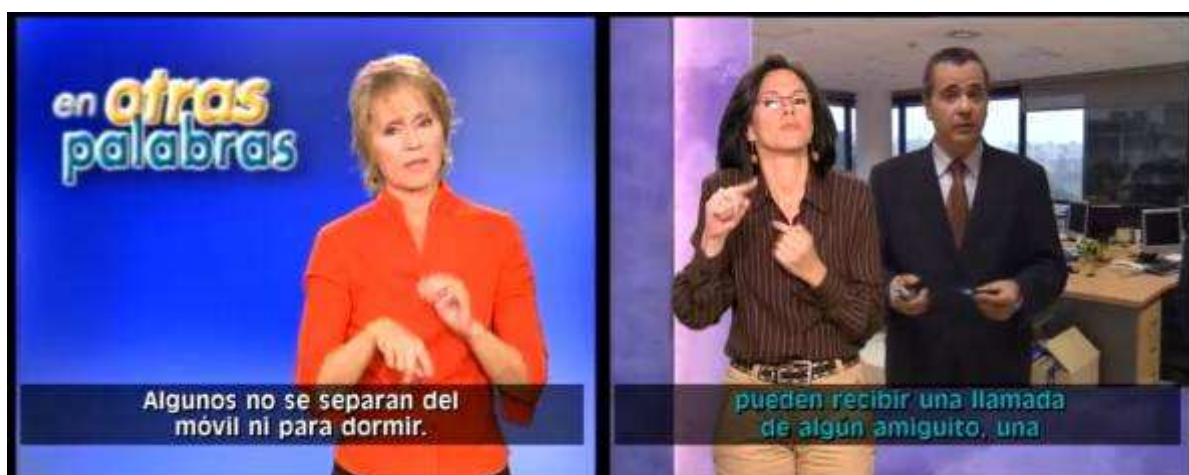 en otras
palabras
Algunos no se separan del
móvil ni para dormir.
pueden recibir una llamada
de algún amiguito, una